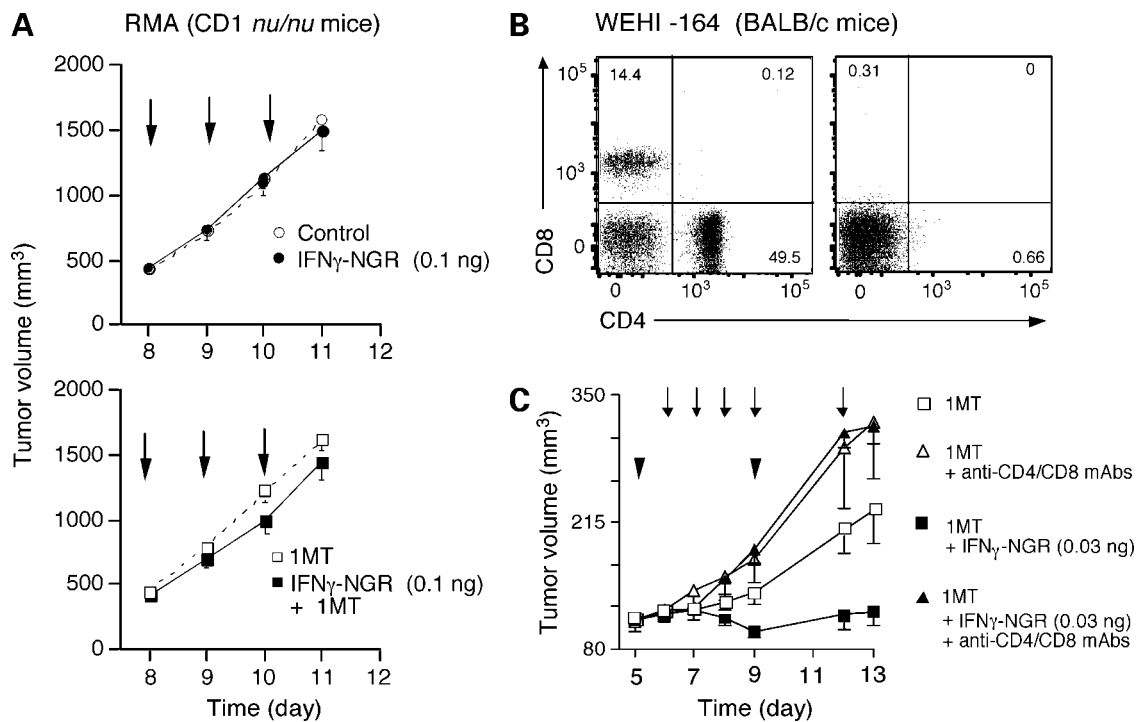 A
RMA (CD1 nu/nu mice)
2000
1500
1000
500
0
8
9
10
11
12
Control
IFNγ-NGR (0.1 ng)
Tumor volume (mm³)
2000
1500
1000
500
0
8
9
10
11
12
1MT
IFNγ-NGR (0.1 ng)
+ 1MT
Time (day)
B
WEHI -164 (BALB/c mice)
10⁵
10³
0
CD8
14.4
0.12
49.5
0
10³
10⁵
0.31
0
0.66
0
10³
10⁵
CD4
C
350
215
80
Tumor volume (mm³)
5
7
9
11
13
Time (day)
1MT
1MT
+ anti-CD4/CD8 mAbs
1MT
+ IFNγ-NGR (0.03 ng)
1MT
+ IFNγ-NGR (0.03 ng)
+ anti-CD4/CD8 mAbs